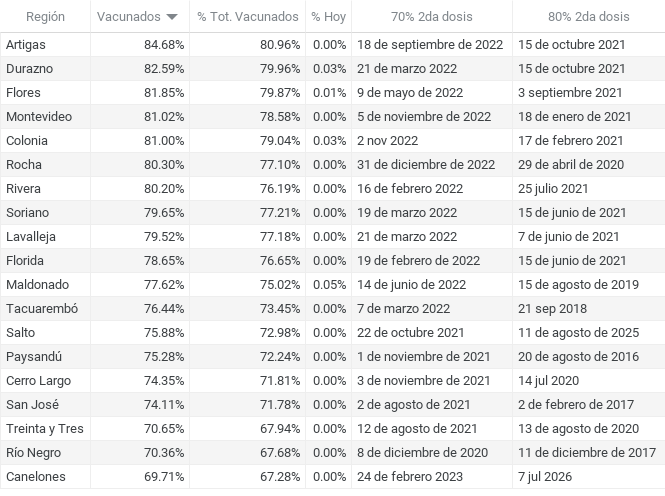 Región Vacunados % Tot. Vacunados % Hoy 70% 2da dosis 80% 2da dosis
Artigas 84.68% 80.96% 0.00% 18 de septiembre de 2022 15 de octubre 2021
Durazno 82.59% 79.96% 0.03% 21 de marzo 2022 15 de octubre 2021
Flores 81.85% 79.87% 0.01% 9 de mayo de 2022 3 septiembre 2021
Montevideo 81.02% 78.58% 0.00% 5 de noviembre de 2022 18 de enero de 2021
Colonia 81.00% 79.04% 0.03% 2 nov 2022 17 de febrero 2021
Rocha 80.30% 77.10% 0.00% 31 de diciembre de 2022 29 de abril de 2020
Rivera 80.20% 76.19% 0.00% 16 de febrero 2022 25 julio 2021
Soriano 79.65% 77.21% 0.00% 19 de marzo 2022 15 de junio de 2021
Lavalleja 79.52% 77.18% 0.00% 21 de marzo 2022 7 de junio de 2021
Florida 78.65% 76.65% 0.00% 19 de febrero de 2022 15 de junio de 2021
Maldonado 77.62% 75.02% 0.05% 14 de junio de 2022 15 de agosto de 2019
Tacuarembó 76.44% 73.45% 0.00% 7 de marzo 2022 21 sep 2018
Salto 75.88% 72.98% 0.00% 22 de octubre 2021 11 de agosto de 2025
Paysandú 75.28% 72.24% 0.00% 1 de noviembre de 2021 20 de agosto de 2016
Cerro Largo 74.35% 71.81% 0.00% 3 de noviembre de 2021 14 jul 2020
San José 74.11% 71.78% 0.00% 2 de agosto de 2021 2 de febrero de 2017
Treinta y Tres 70.65% 67.94% 0.00% 12 de agosto de 2021 13 de agosto de 2020
Río Negro 70.36% 67.68% 0.00% 8 de diciembre de 2020 11 de diciembre de 2017
Canelones 69.71% 67.28% 0.00% 24 de febrero 2023 7 jul 2026